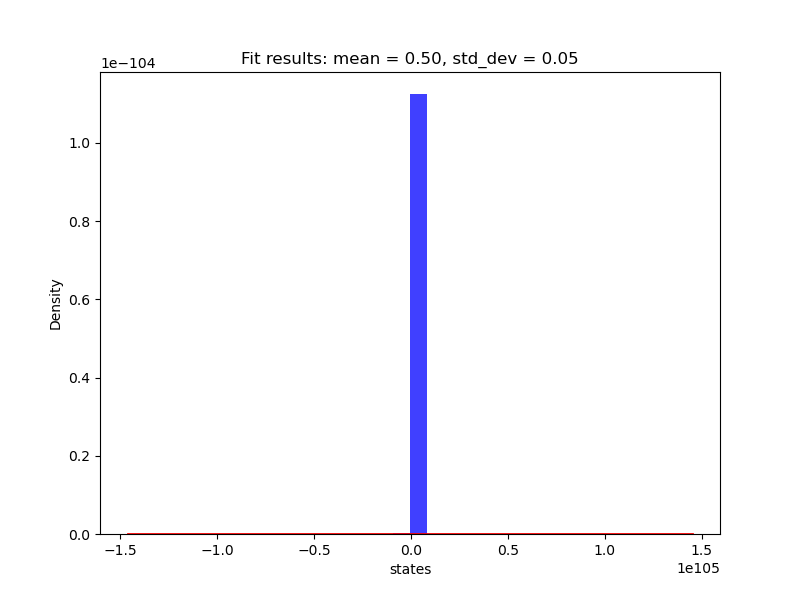 Fit results: mean = 0.50, std_dev = 0.05
1e−104
1.0
0.8
0.6
0.4
0.2
0.0
Density
−1.5 −1.0 −0.5 0.0 0.5 1.0 1.5
1e105
states